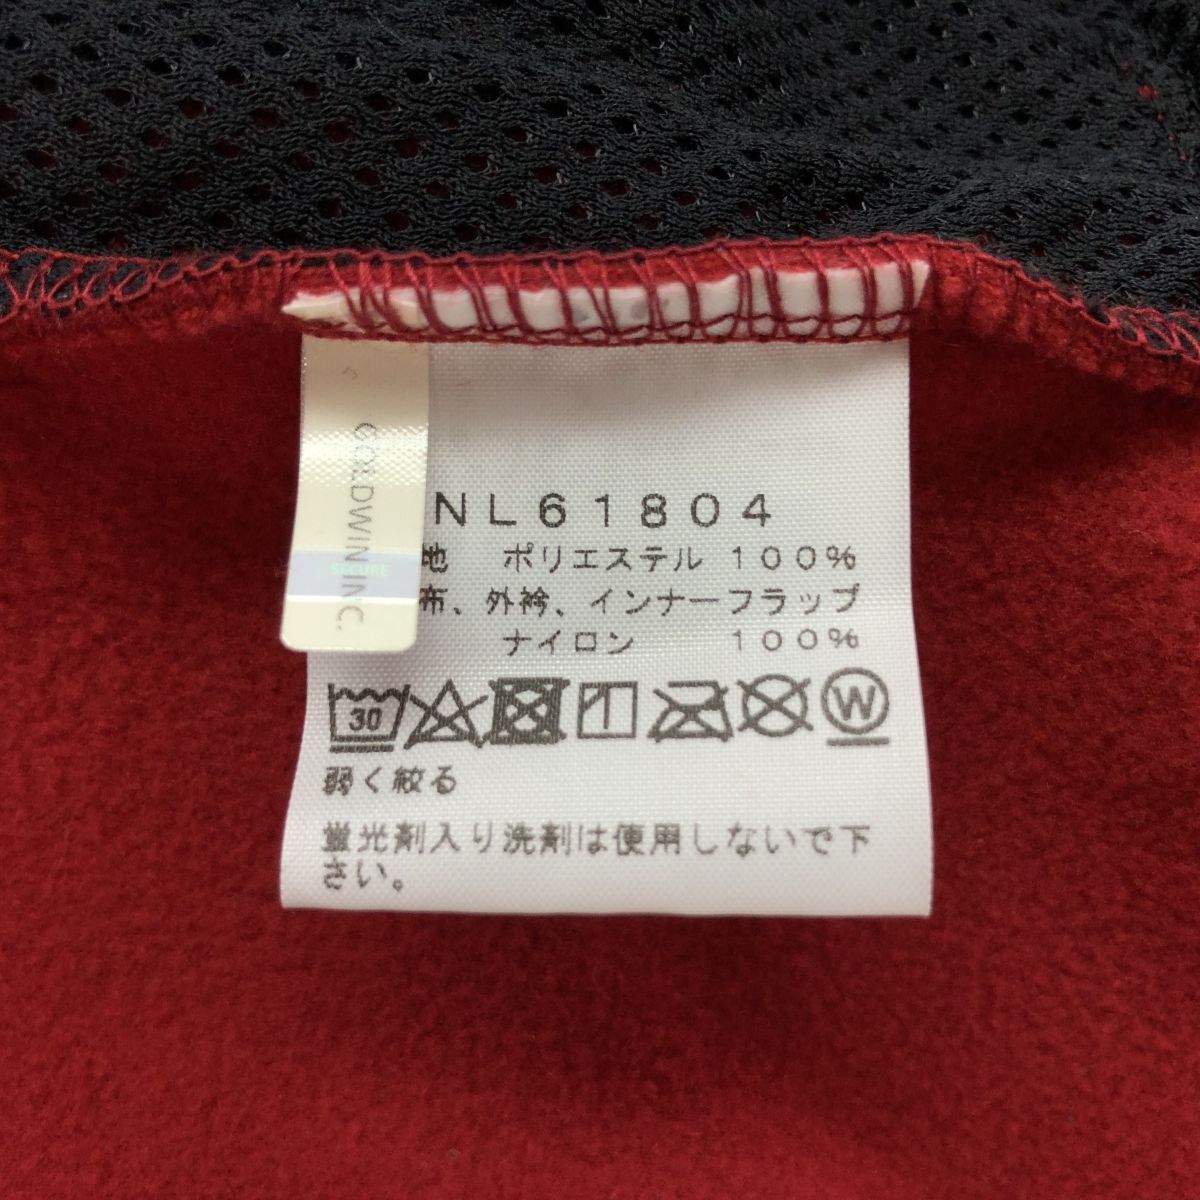 GOLDWIN INC.
SECURE
NL61804
地 ポリエステル 100%
布、外衿、インナーフラップ
ナイロン 100%
30
W
弱く絞る
蛍光剤入り洗剤は使用しないで下
さい。